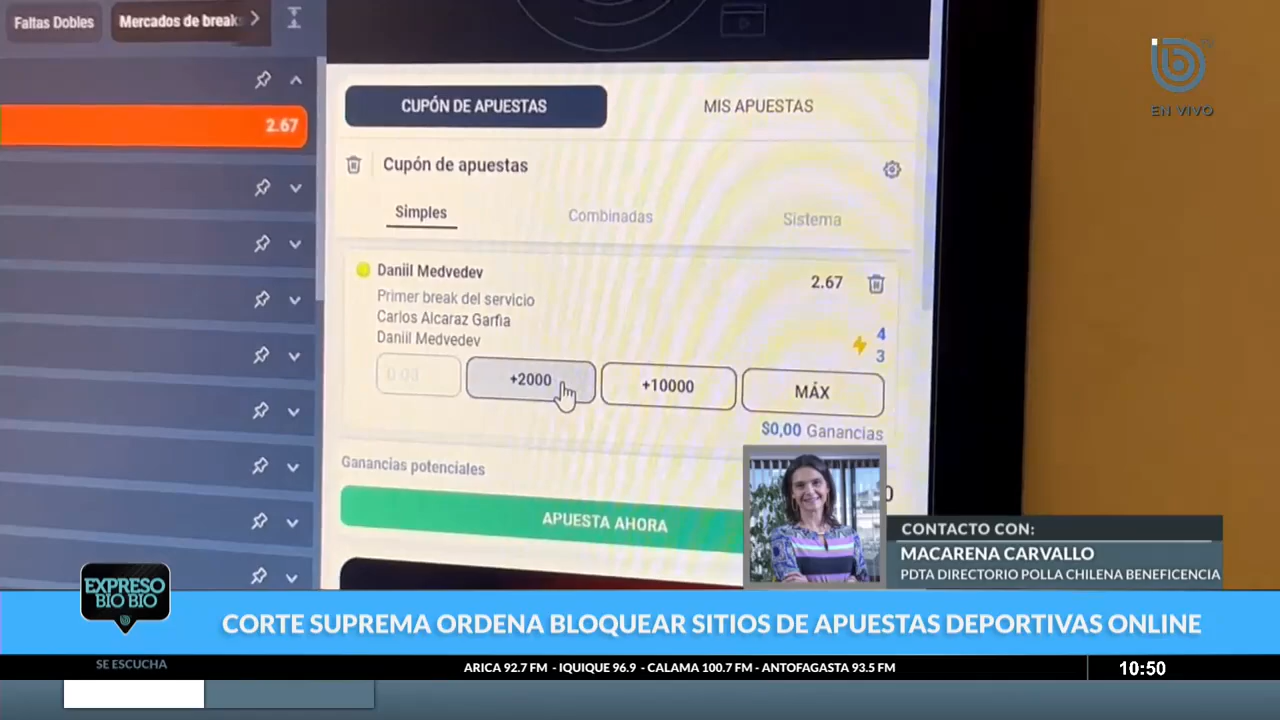 Faltas Dobles
Mercados de break
2.67
CUPÓN DE APUESTAS
MIS APUESTAS
Cupón de apuestas
Simples
Combinadas
Sistema
Daniil Medvedev
2.67
Primer break del servicio
Carlos Alcaraz Garfia
Daniil Medvedev
4
3
+2000
+10000
MÁX
$0,00 Ganancias
Ganancias potenciales
0
APUESTA AHORA
EN VIVO
CONTACTO CON:
MACARENA CARVALLO
PDTA DIRECTORIO POLLA CHILENA BENEFICENCIA
EXPRESO
BIO BIO
CORTE SUPREMA ORDENA BLOQUEAR SITIOS DE APUESTAS DEPORTIVAS ONLINE
SE ESCUCHA
ARICA 92.7 FM - IQUIQUE 96.9 - CALAMA 100.7 FM - ANTOFAGASTA 93.5 FM
10:50